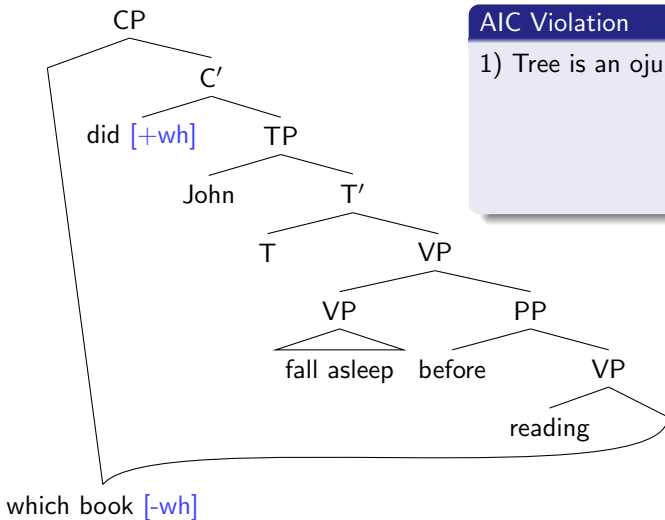 CP
AIC Violation
1) Tree is an oju
C′
did [+wh]
TP
John
T′
T
VP
VP
PP
fall asleep
before
VP
reading
which book [-wh]